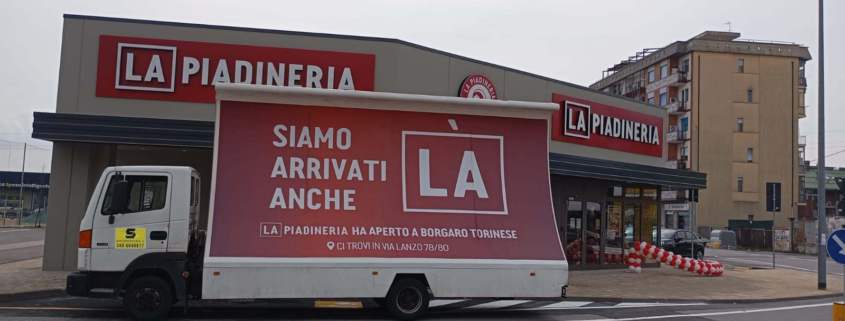 LA PIADINERIA
LA PIADINERIA
LA PIADINERIA
SIAMO
ARRIVATI
ANCHE
LÀ
LA PIADINERIA HA APERTO A BORGARO TORINESE
CI TROVI IN VIA LANZO 78/80
S